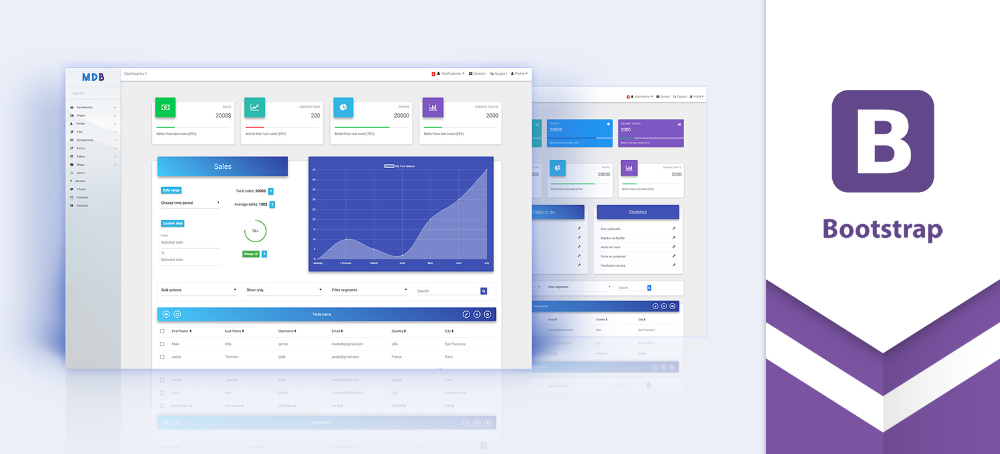 MDB
Dashboard v.1
Notifications
Contact
Support
Profile
Search
Dashboards
Pages
Profile
CSS
Components
Forms
Tables
Maps
Alerts
Modals
Charts
Calendar
Sections
SALES
2000$
Better than last week (25%)
SUBSCRIPTIONS
200
Worse than last week (25%)
TRAFFIC
20000
Better than last week (75%)
ORGANIC TRAFFIC
2000
Better than last week (25%)
Sales
Data range
Choose time period
Custom date
From
Selected date
To
Selected date
Total sales: 2000$ ?
Average sales: 100$ ?
76%
Change
?
My First dataset
45
40
35
30
25
20
15
10
5
0
January February March April May June July
Bulk actions
Show only
Filter segments
Search
Table name
First Name Last Name Username Email Country City
Mark Otto @mdo markotto@gmail.com USA San Francisco
Jacob Thornton @fat jacobt@gmail.com France Paris
Notifications
Contact
Support
Profile
TRAFFIC
20000
Better than last week (75%)
ORGANIC TRAFFIC
2000
Better than last week (25%)
200
TRAFFIC
20000
Better than last week (75%)
ORGANIC TRAFFIC
2000
Better than last week (25%)
Tasks to do
Statistics
Cras justo odio
Dapibus ac facilisi
Morbi leo risus
Porta ac consectet
Vestibulum at eros
Filter segments
Search
Table name
Email Country City
markotto@gmail.com USA San Francisco
B
Bootstrap